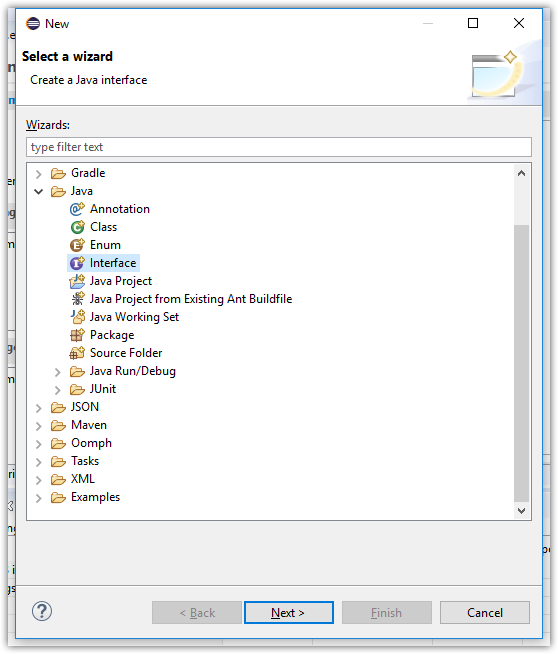 New
Select a wizard
Create a Java interface
Wizards:
type filter text
Gradle
Java
Annotation
Class
Enum
Interface
Java Project
Java Project from Existing Ant Buildfile
Java Working Set
Package
Source Folder
Java Run/Debug
JUnit
JSON
Maven
Oomph
Tasks
XML
Examples
< Back
Next >
Finish
Cancel